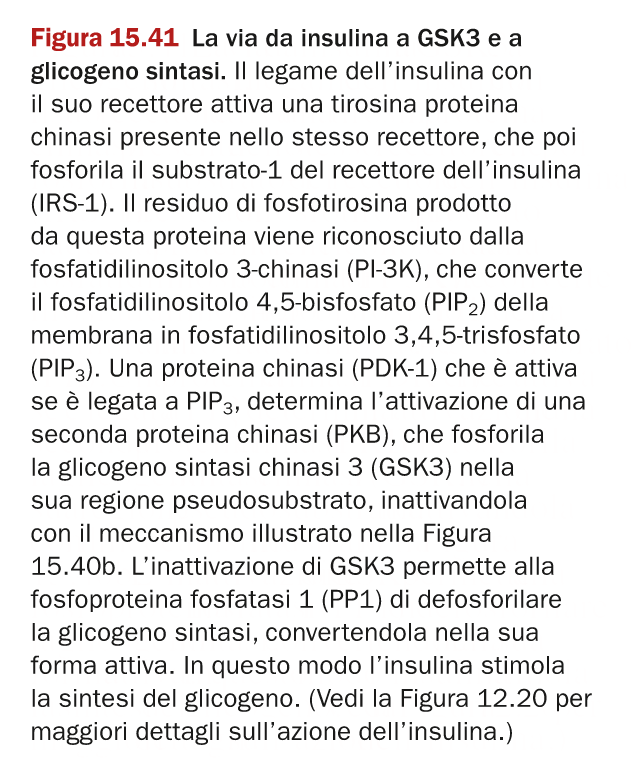 Figura 15.41 La via da insulina a GSK3 e a
glicogeno sintasi. Il legame dell'insulina con
il suo recettore attiva una tirosina proteina
chinasi presente nello stesso recettore, che poi
fosforila il substrato-1 del recettore dell'insulina
(IRS-1). Il residuo di fosfotirosina prodotto
da questa proteina viene riconosciuto dalla
fosfatidilinositolo 3-chinasi (PI-3K), che converte
il fosfatidilinositolo 4,5-bisfosfato (PIP₂) della
membrana in fosfatidilinositolo 3,4,5-trisfosfato
(PIP₃). Una proteina chinasi (PDK-1) che è attiva
se è legata a PIP₃, determina l'attivazione di una
seconda proteina chinasi (PKB), che fosforila
la glicogeno sintasi chinasi 3 (GSK3) nella
sua regione pseudosubstrato, inattivandola
con il meccanismo illustrato nella Figura
15.40b. L'inattivazione di GSK3 permette alla
fosfoproteina fosfatasi 1 (PP1) di defosforilare
la glicogeno sintasi, convertendola nella sua
forma attiva. In questo modo l'insulina stimola
la sintesi del glicogeno. (Vedi la Figura 12.20 per
maggiori dettagli sull'azione dell'insulina.)